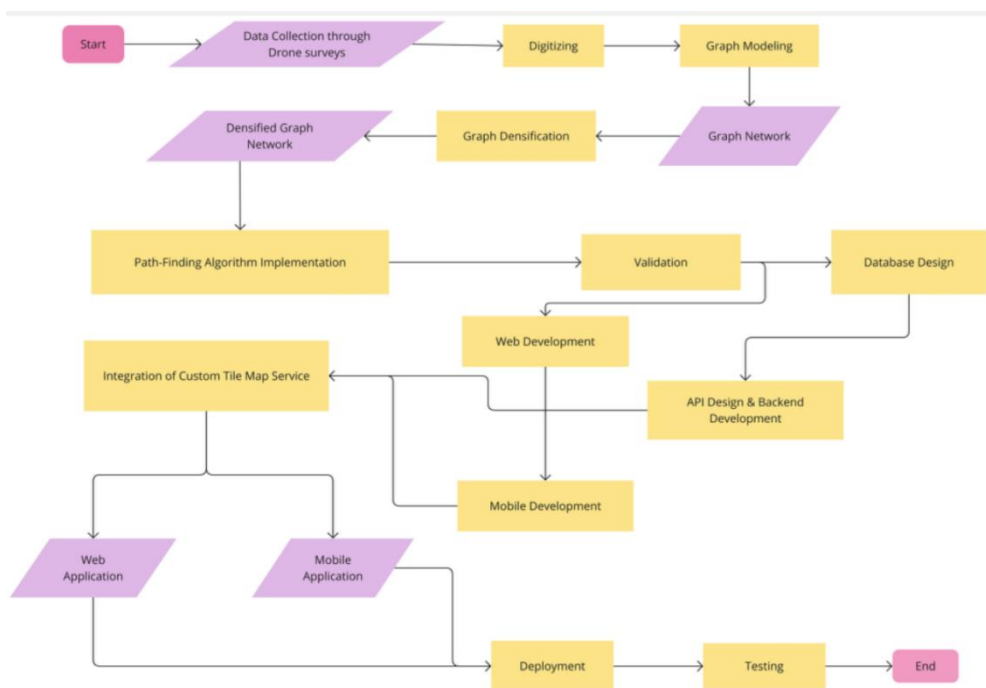 Start
Data Collection through
Drone surveys
Digitizing
Graph Modeling
Densified Graph
Network
Graph Densification
Graph Network
Path-Finding Algorithm Implementation
Validation
Database Design
Web Development
Integration of Custom Tile Map Service
API Design & Backend
Development
Mobile Development
Web
Application
Mobile
Application
Deployment
Testing
End